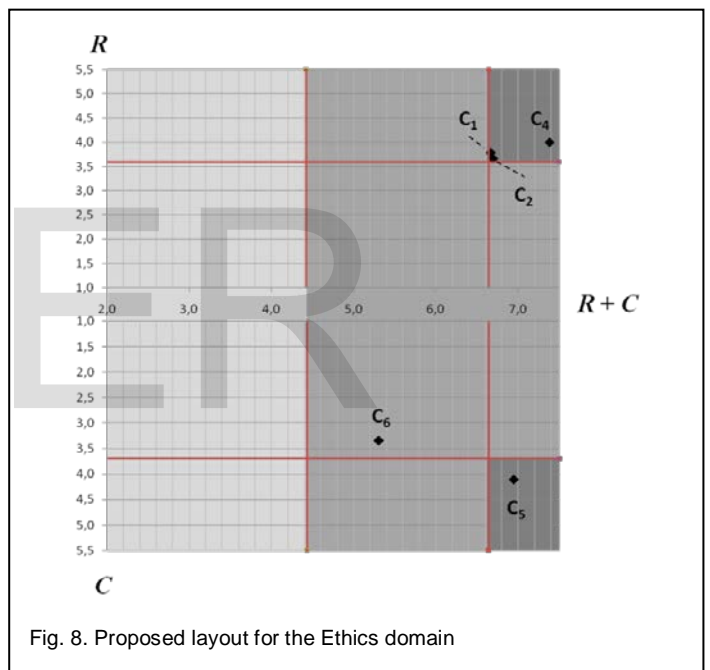 R
5,5
5,0
4,5
4,0
3,5
3,0
2,5
2,0
1,5
1,0
C₁
C₄
C₂
2,0 3,0 4,0 5,0 6,0 7,0
R + C
1,0
1,5
2,0
2,5
3,0
3,5
4,0
4,5
5,0
5,5
C₆
C₅
C
ER
Fig. 8. Proposed layout for the Ethics domain